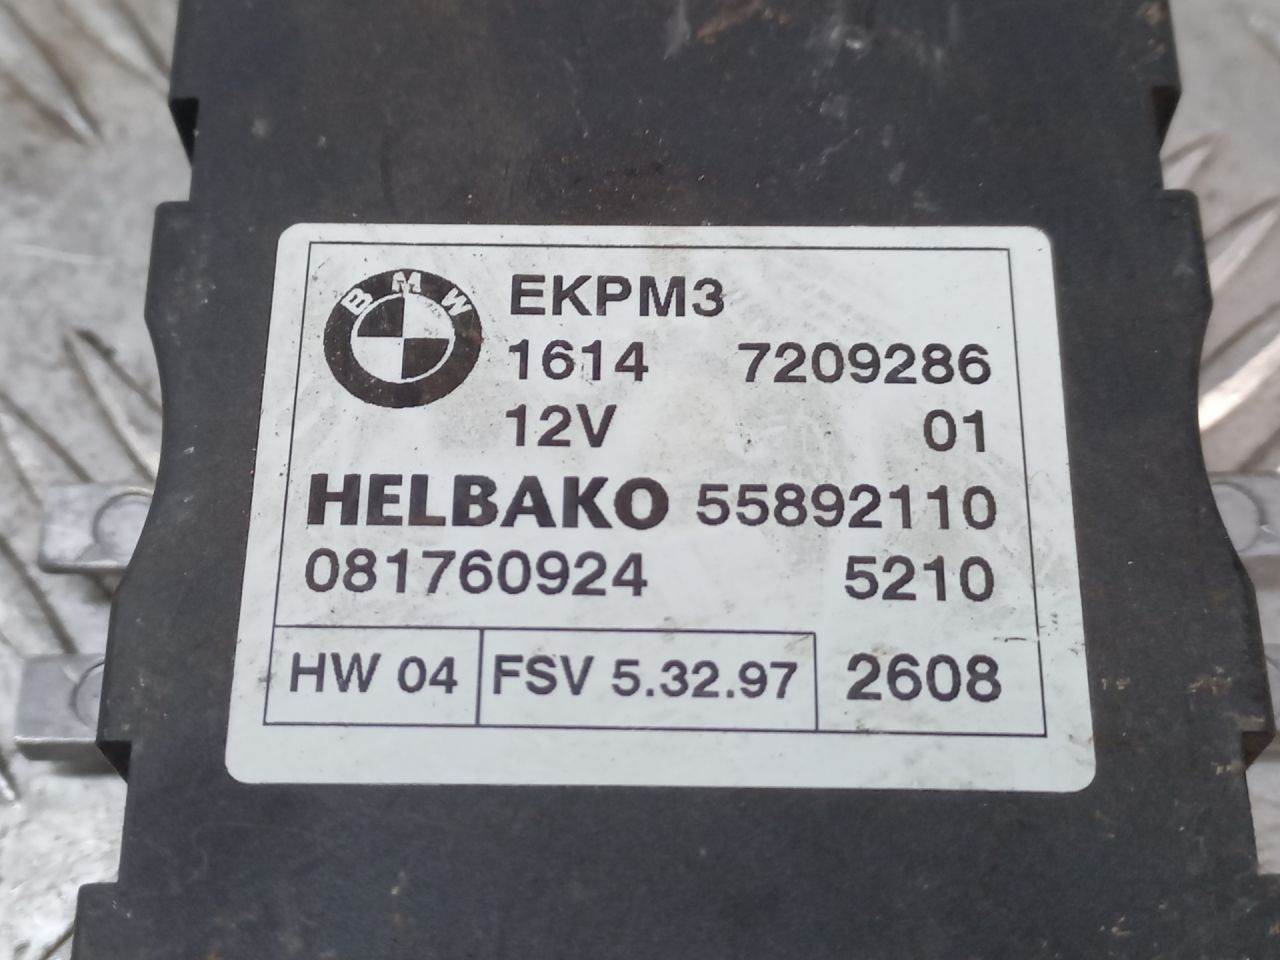 BMW EKPM3
1614 7209286
12V 01
HELBAKO 55892110
081760924 5210
HW 04 FSV 5.32.97 2608